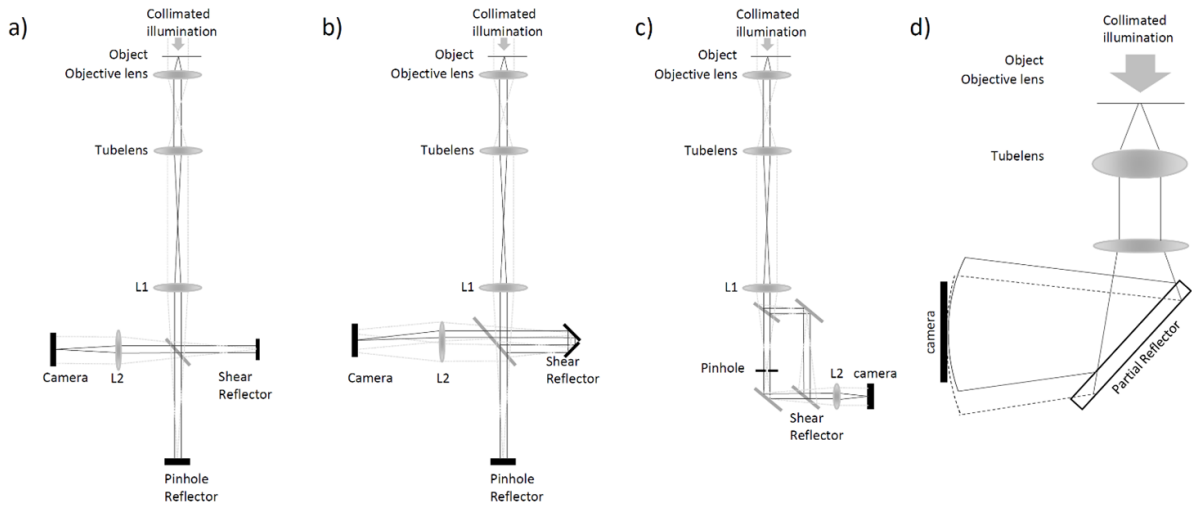 a)
Collimated
illumination
Object
Objective lens
Tubelens
L1
Camera
L2
Shear
Reflector
Pinhole
Reflector
b)
Collimated
illumination
Object
Objective lens
Tubelens
L1
Camera
L2
Shear
Reflector
Pinhole
Reflector
c)
Collimated
illumination
Object
Objective lens
Tubelens
L1
Pinhole
L2
camera
Shear
Reflector
d)
Collimated
illumination
Object
Objective lens
Tubelens
camera
Partial Reflector